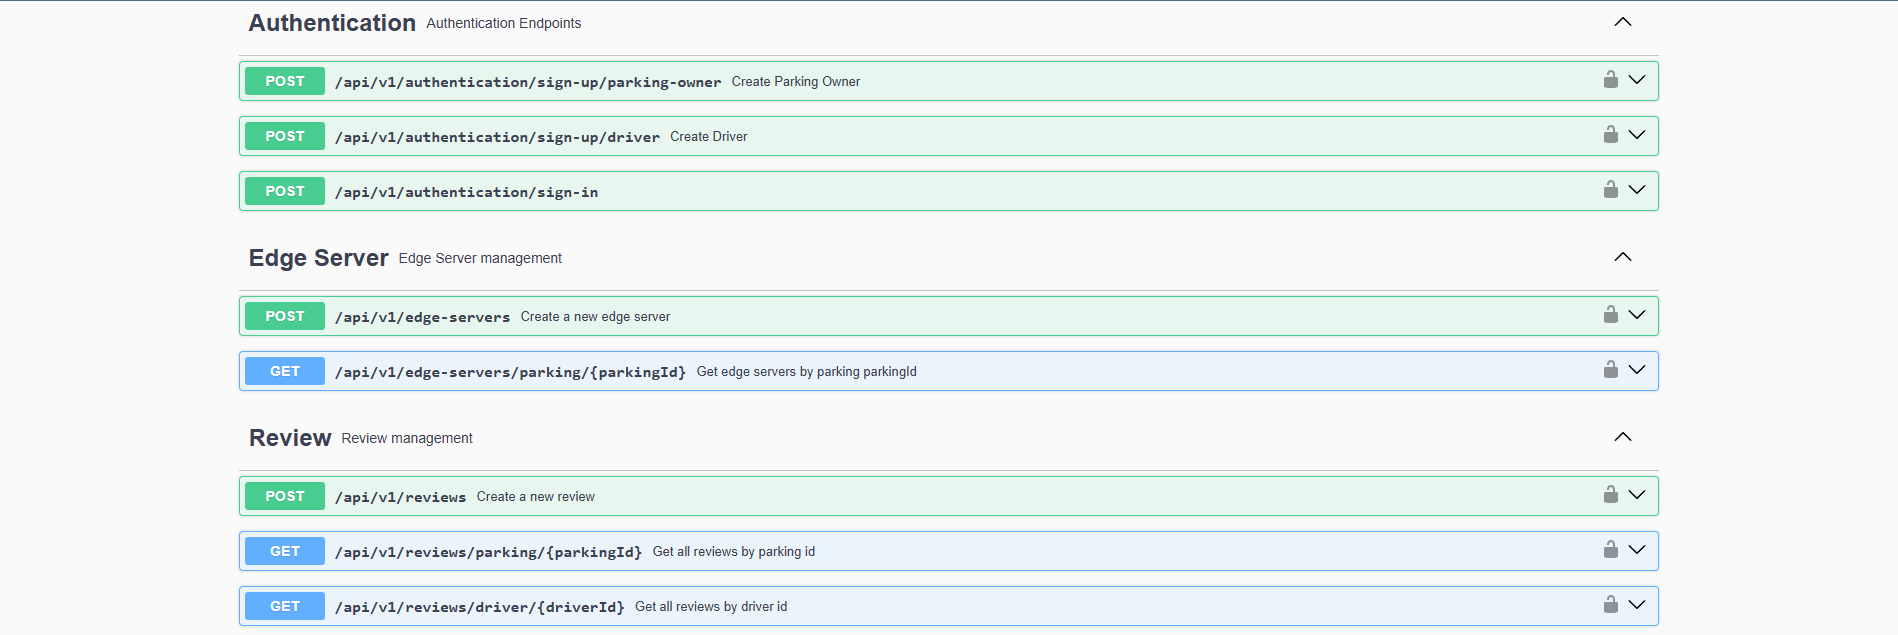 Authentication Authentication Endpoints
POST /api/v1/authentication/sign-up/parking-owner Create Parking Owner
POST /api/v1/authentication/sign-up/driver Create Driver
POST /api/v1/authentication/sign-in
Edge Server Edge Server management
POST /api/v1/edge-servers Create a new edge server
GET /api/v1/edge-servers/parking/{parkingId} Get edge servers by parking parkingId
Review Review management
POST /api/v1/reviews Create a new review
GET /api/v1/reviews/parking/{parkingId} Get all reviews by parking id
GET /api/v1/reviews/driver/{driverId} Get all reviews by driver id